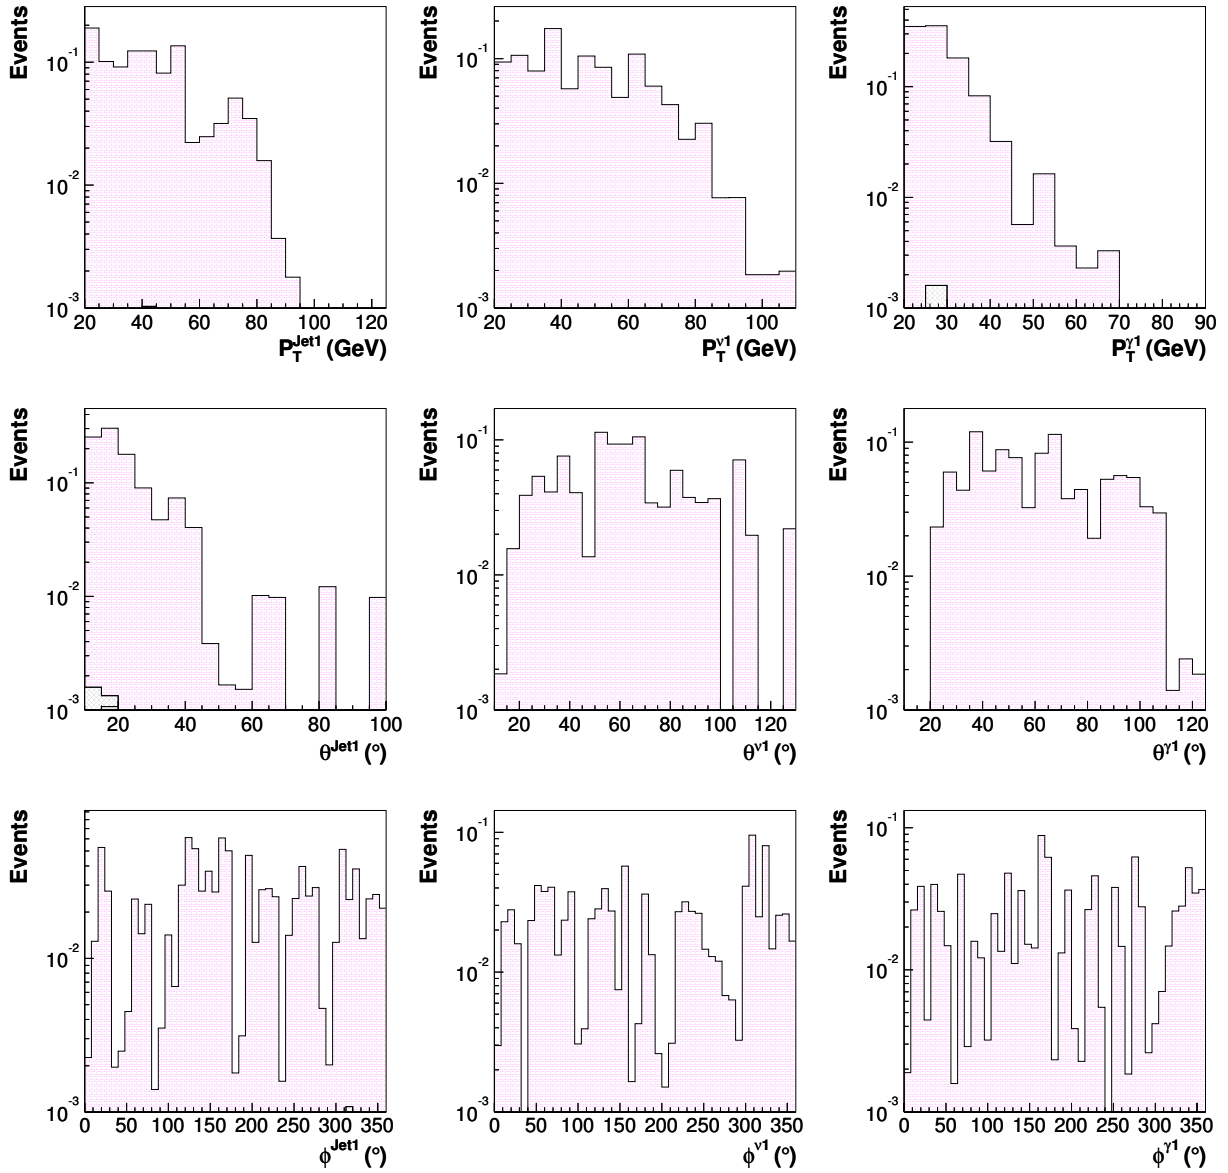 Events
10⁻¹
10⁻²
10⁻³
20 40 60 80 100 120
P_T^Jet1 (GeV)
Events
10⁻¹
10⁻²
10⁻³
20 40 60 80 100
P_T^ν1 (GeV)
Events
10⁻¹
10⁻²
10⁻³
20 30 40 50 60 70 80 90
P_T^γ1 (GeV)
Events
10⁻¹
10⁻²
10⁻³
20 40 60 80 100
θ^Jet1 (°)
Events
10⁻¹
10⁻²
10⁻³
20 40 60 80 100 120
θ^ν1 (°)
Events
10⁻¹
10⁻²
10⁻³
20 40 60 80 100 120
θ^γ1 (°)
Events
10⁻²
10⁻³
0 50 100 150 200 250 300 350
ϕ^Jet1 (°)
Events
10⁻¹
10⁻²
10⁻³
0 50 100 150 200 250 300 350
ϕ^ν1 (°)
Events
10⁻¹
10⁻²
10⁻³
0 50 100 150 200 250 300 350
ϕ^γ1 (°)